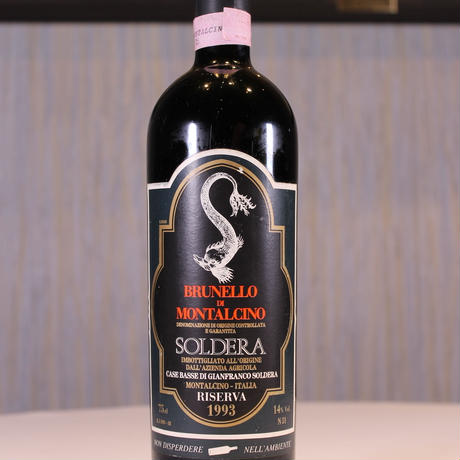 MONTALCIN
BRUNELLO
DI
MONTALCINO
DENOMINAZIONE DI ORIGINE CONTROLLATA
E GARANTITA
SOLDERA
IMBOTTIGLIATO ALL'ORIGINE
DALL'AZIENDA AGRICOLA
CASE BASSE DI GIANFRANCO SOLDERA
MONTALCINO - ITALIA
RISERVA
75cl 1993 14% Vol.
NON DISPERDERE NELL'AMBIENTE